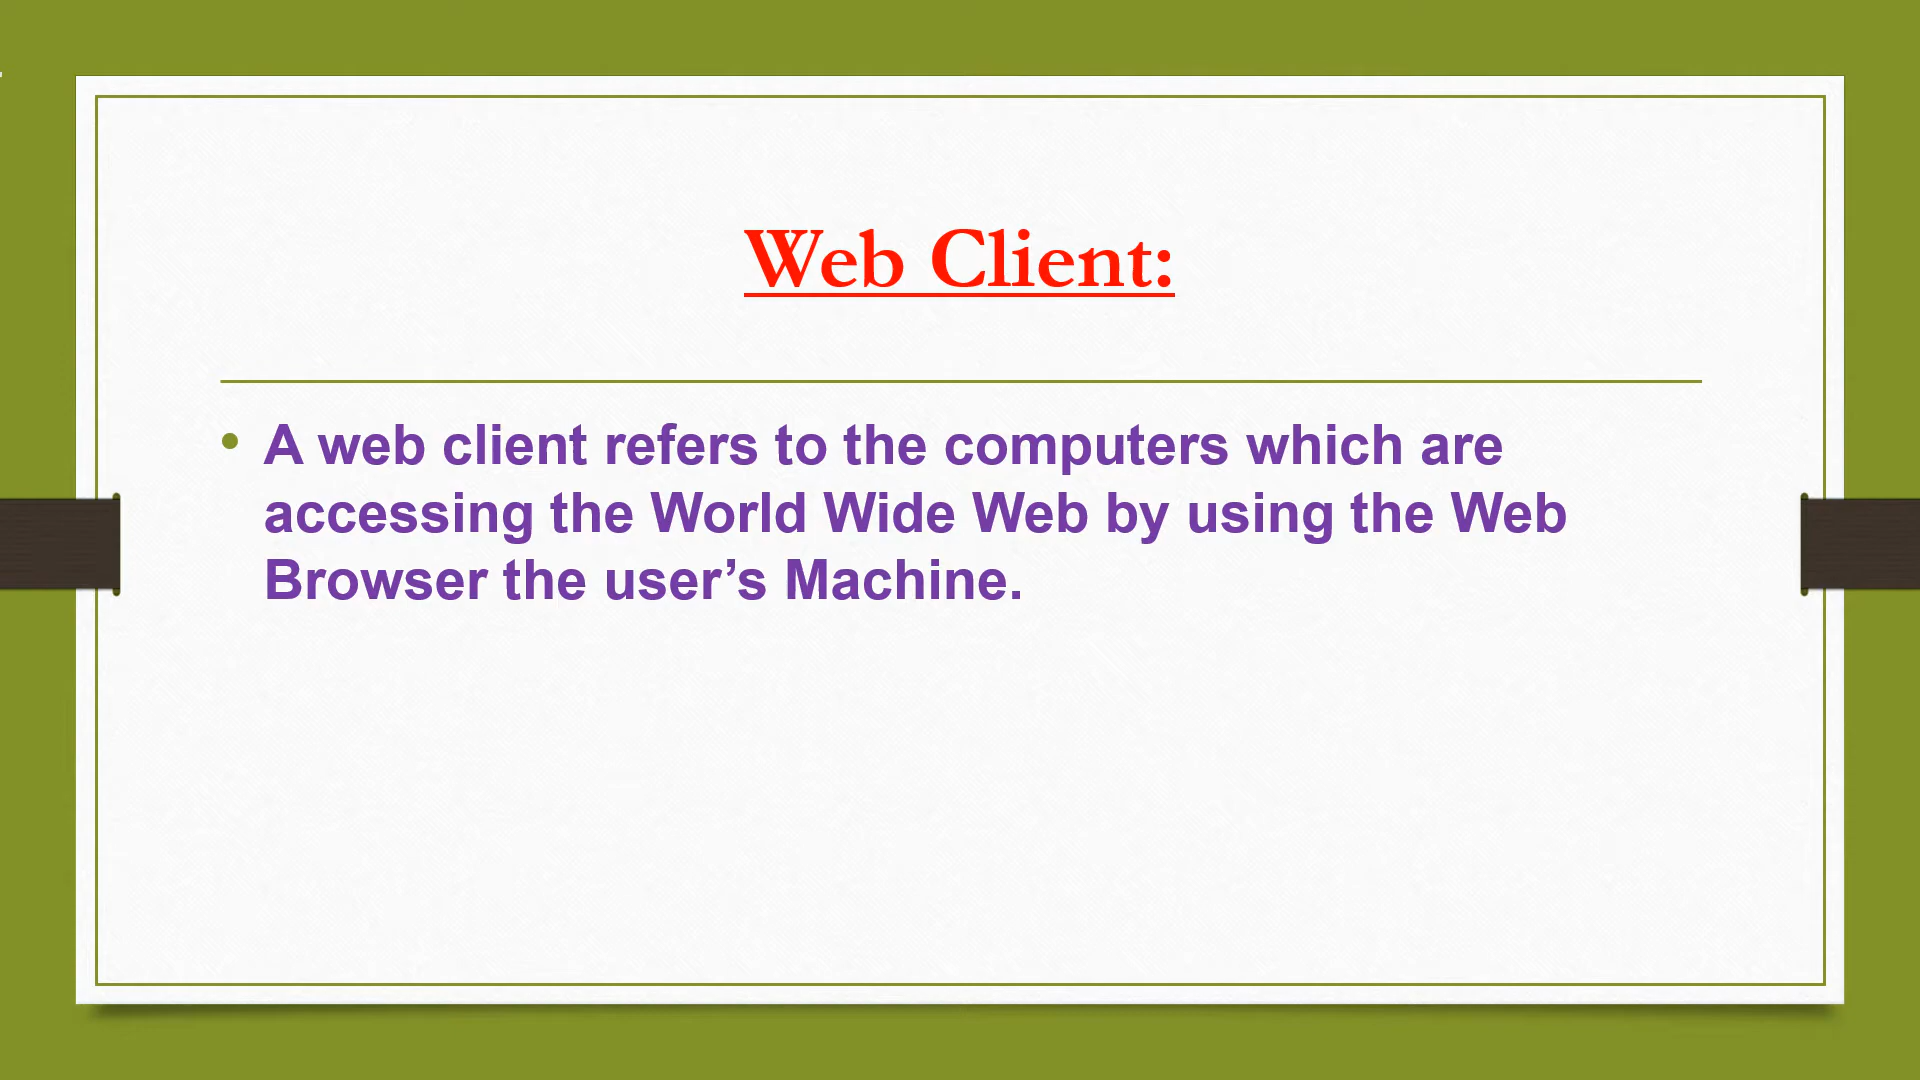 Web Client:
• A web client refers to the computers which are
accessing the World Wide Web by using the Web
Browser the user’s Machine.